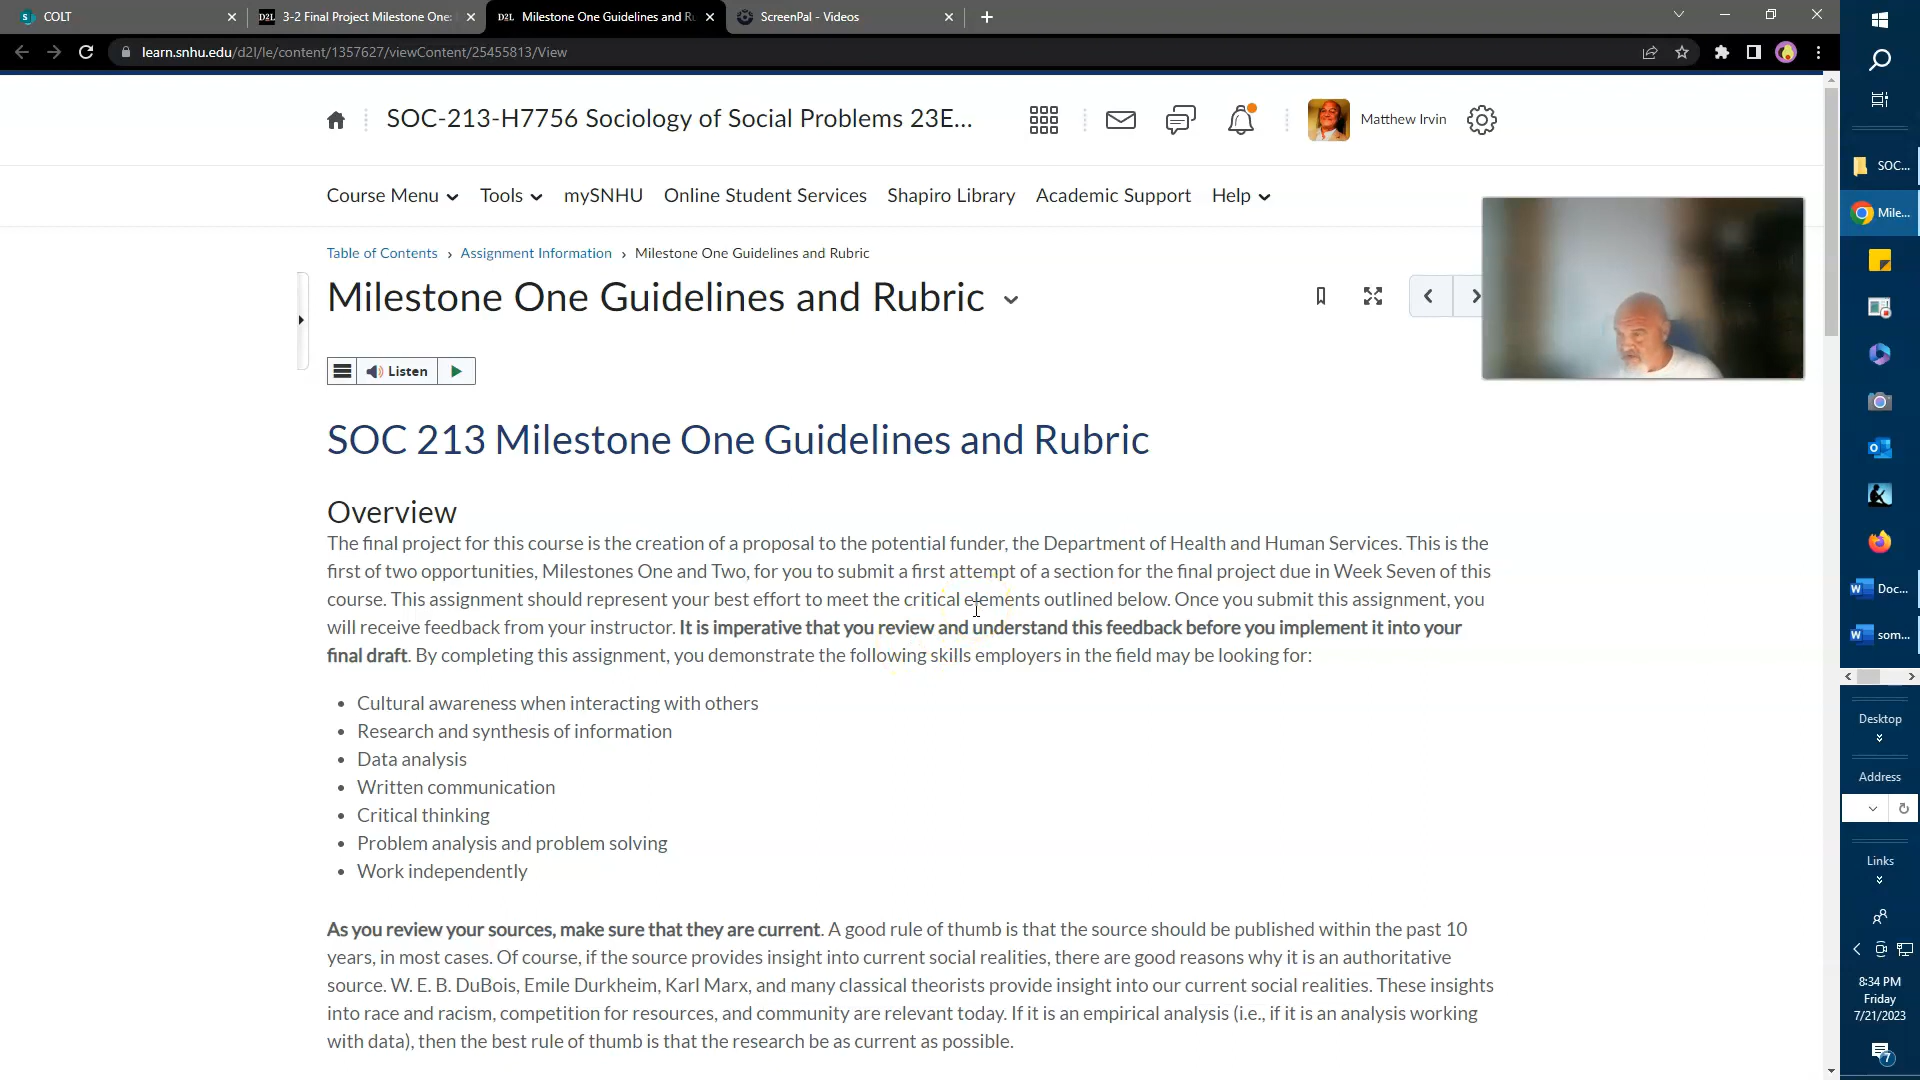 COLT
D2L 3-2 Final Project Milestone One:
D2L Milestone One Guidelines and Ru
ScreenPal - Videos
learn.snhu.edu/d2l/le/content/1357627/viewContent/25455813/View
SOC-213-H7756 Sociology of Social Problems 23E...
Matthew Irvin
Course Menu Tools mySNHU Online Student Services Shapiro Library Academic Support Help
Table of Contents › Assignment Information › Milestone One Guidelines and Rubric
Milestone One Guidelines and Rubric
Listen
SOC 213 Milestone One Guidelines and Rubric
Overview
The final project for this course is the creation of a proposal to the potential funder, the Department of Health and Human Services. This is the
first of two opportunities, Milestones One and Two, for you to submit a first attempt of a section for the final project due in Week Seven of this
course. This assignment should represent your best effort to meet the critical elements outlined below. Once you submit this assignment, you
will receive feedback from your instructor. It is imperative that you review and understand this feedback before you implement it into your
final draft. By completing this assignment, you demonstrate the following skills employers in the field may be looking for:
• Cultural awareness when interacting with others
• Research and synthesis of information
• Data analysis
• Written communication
• Critical thinking
• Problem analysis and problem solving
• Work independently
As you review your sources, make sure that they are current. A good rule of thumb is that the source should be published within the past 10
years, in most cases. Of course, if the source provides insight into current social realities, there are good reasons why it is an authoritative
source. W. E. B. DuBois, Emile Durkheim, Karl Marx, and many classical theorists provide insight into our current social realities. These insights
into race and racism, competition for resources, and community are relevant today. If it is an empirical analysis (i.e., if it is an analysis working
with data), then the best rule of thumb is that the research be as current as possible.
SOC...
Mile...
Doc...
som...
Desktop
Address
Links
8:34 PM
Friday
7/21/2023
7